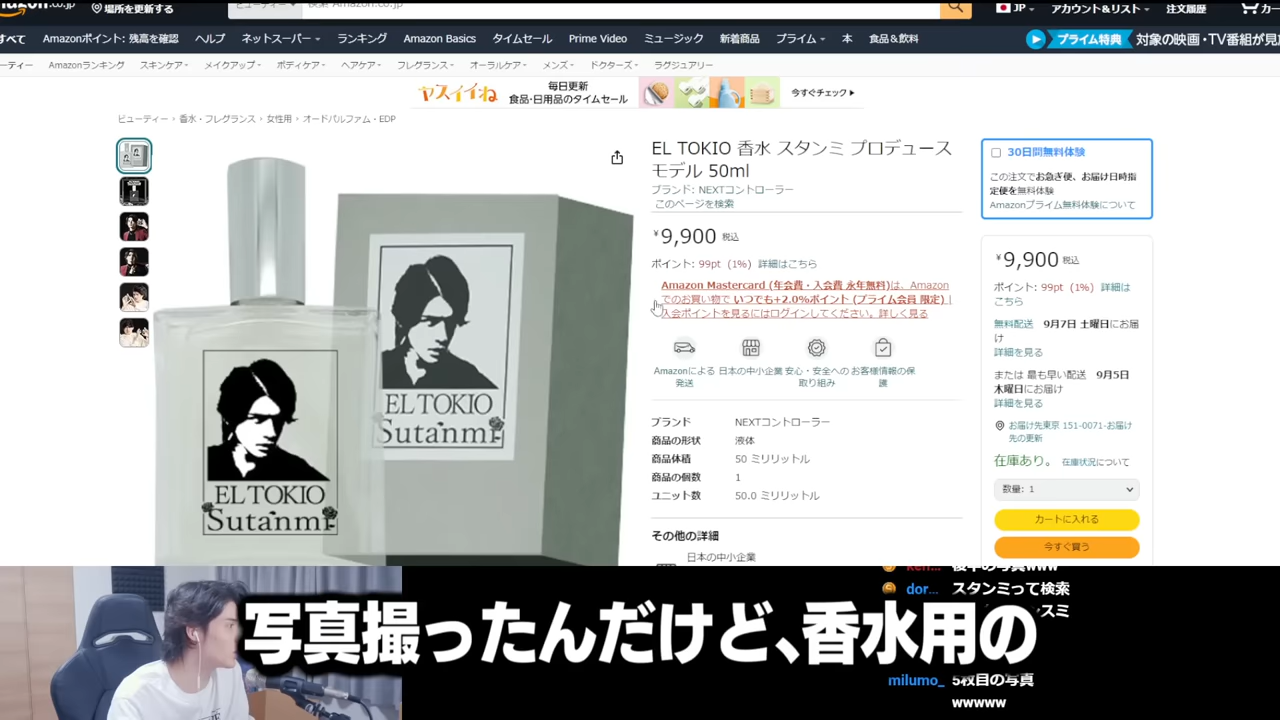 amazon.co.jp
場所を更新する
ビューティー
検索 Amazon.co.jp
JP
アカウント&リスト
注文履歴
カー
すべて Amazonポイント: 残高を確認 ヘルプ ネットスーパー ランキング Amazon Basics タイムセール Prime Video ミュージック 新着商品 プライム 本 食品&飲料
プライム特典 対象の映画・TV番組が見
ーティー Amazonランキング スキンケア メイクアップ ボディケア ヘアケア フレグランス オーラルケア メンズ ドクターズ ラグジュアリー
ヤスイイね
毎日更新
食品・日用品のタイムセール
今すぐチェック
ビューティー › 香水・フレグランス › 女性用 › オードパルファム・EDP
EL TOKIO 香水 スタンミ プロデュース
モデル 50ml
ブランド: NEXTコントローラー
このページを検索
¥9,900 税込
ポイント: 99pt (1%) 詳細はこちら
Amazon Mastercard (年会費・入会費 永年無料)は、Amazon
でのお買い物で いつでも+2.0%ポイント (プライム会員 限定) |
入会ポイントを見るにはログインしてください。詳しく見る
Amazonによる
発送
日本の中小企業
安心・安全への
取り組み
お客様情報の保
護
ブランド NEXTコントローラー
商品の形状 液体
商品体積 50 ミリリットル
商品の個数 1
ユニット数 50.0 ミリリットル
その他の詳細
日本の中小企業
30日間無料体験
この注文でお急ぎ便、お届け日時指
定便を無料体験
Amazonプライム無料体験について
¥9,900 税込
ポイント: 99pt (1%) 詳細は
こちら
無料配送 9月7日 土曜日にお届
け
詳細を見る
または 最も早い配送 9月5日
木曜日にお届け
詳細を見る
お届け先東京 151-0071-お届け
先の更新
在庫あり。 在庫状況について
数量: 1
カートに入れる
今すぐ買う
EL TOKIO
Sutanmi
EL TOKIO
Sutanmi
写真撮ったんだけど、香水用の
dor... スタンミって検索
スミ
milumo_ 5枚目の写真
wwwww